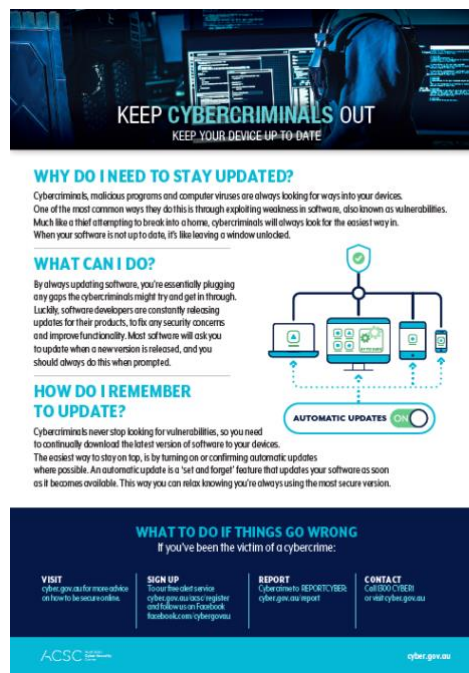 KEEP CYBERCRIMINALS OUT
KEEP YOUR DEVICE UP TO DATE
WHY DO I NEED TO STAY UPDATED?
Cybercriminals, malicious programs and computer viruses are always looking for ways into your devices.
One of the most common ways they do this is through exploiting weakness in software, also known as vulnerabilities.
Much like a thief attempting to break into a home, cybercriminals will always look for the easiest way in.
When your software is not up to date, it's like leaving a window unlocked.
WHAT CAN I DO?
By always updating software, you're essentially plugging
any gaps the cybercriminals might try and get in through.
Luckily, software developers are constantly releasing
updates for their products, to fix any security concerns
and improve functionality. Most software will ask you
to update when a new version is released, and you
should always do this when prompted.
HOW DO I REMEMBER
TO UPDATE?
AUTOMATIC UPDATES ON
Cybercriminals never stop looking for vulnerabilities, so you need
to continually download the latest version of software to your devices.
The easiest way to stay on top, is by turning on or confirming automatic updates
where possible. An automatic update is a 'set and forget' feature that updates your software as soon
as it becomes available. This way you can relax knowing you're always using the most secure version.
WHAT TO DO IF THINGS GO WRONG
If you've been the victim of a cybercrime:
VISIT
cyber.gov.au for more advice
on how to be secure online.
SIGN UP
To our free alert service
cyber.gov.au/acsc/register
and follow us on Facebook
facebook.com/cybergovau
REPORT
Cybercrime to REPORTCYBER:
cyber.gov.au/report
CONTACT
Call 1300 CYBER1
or visit cyber.gov.au
ACSC
cyber.gov.au